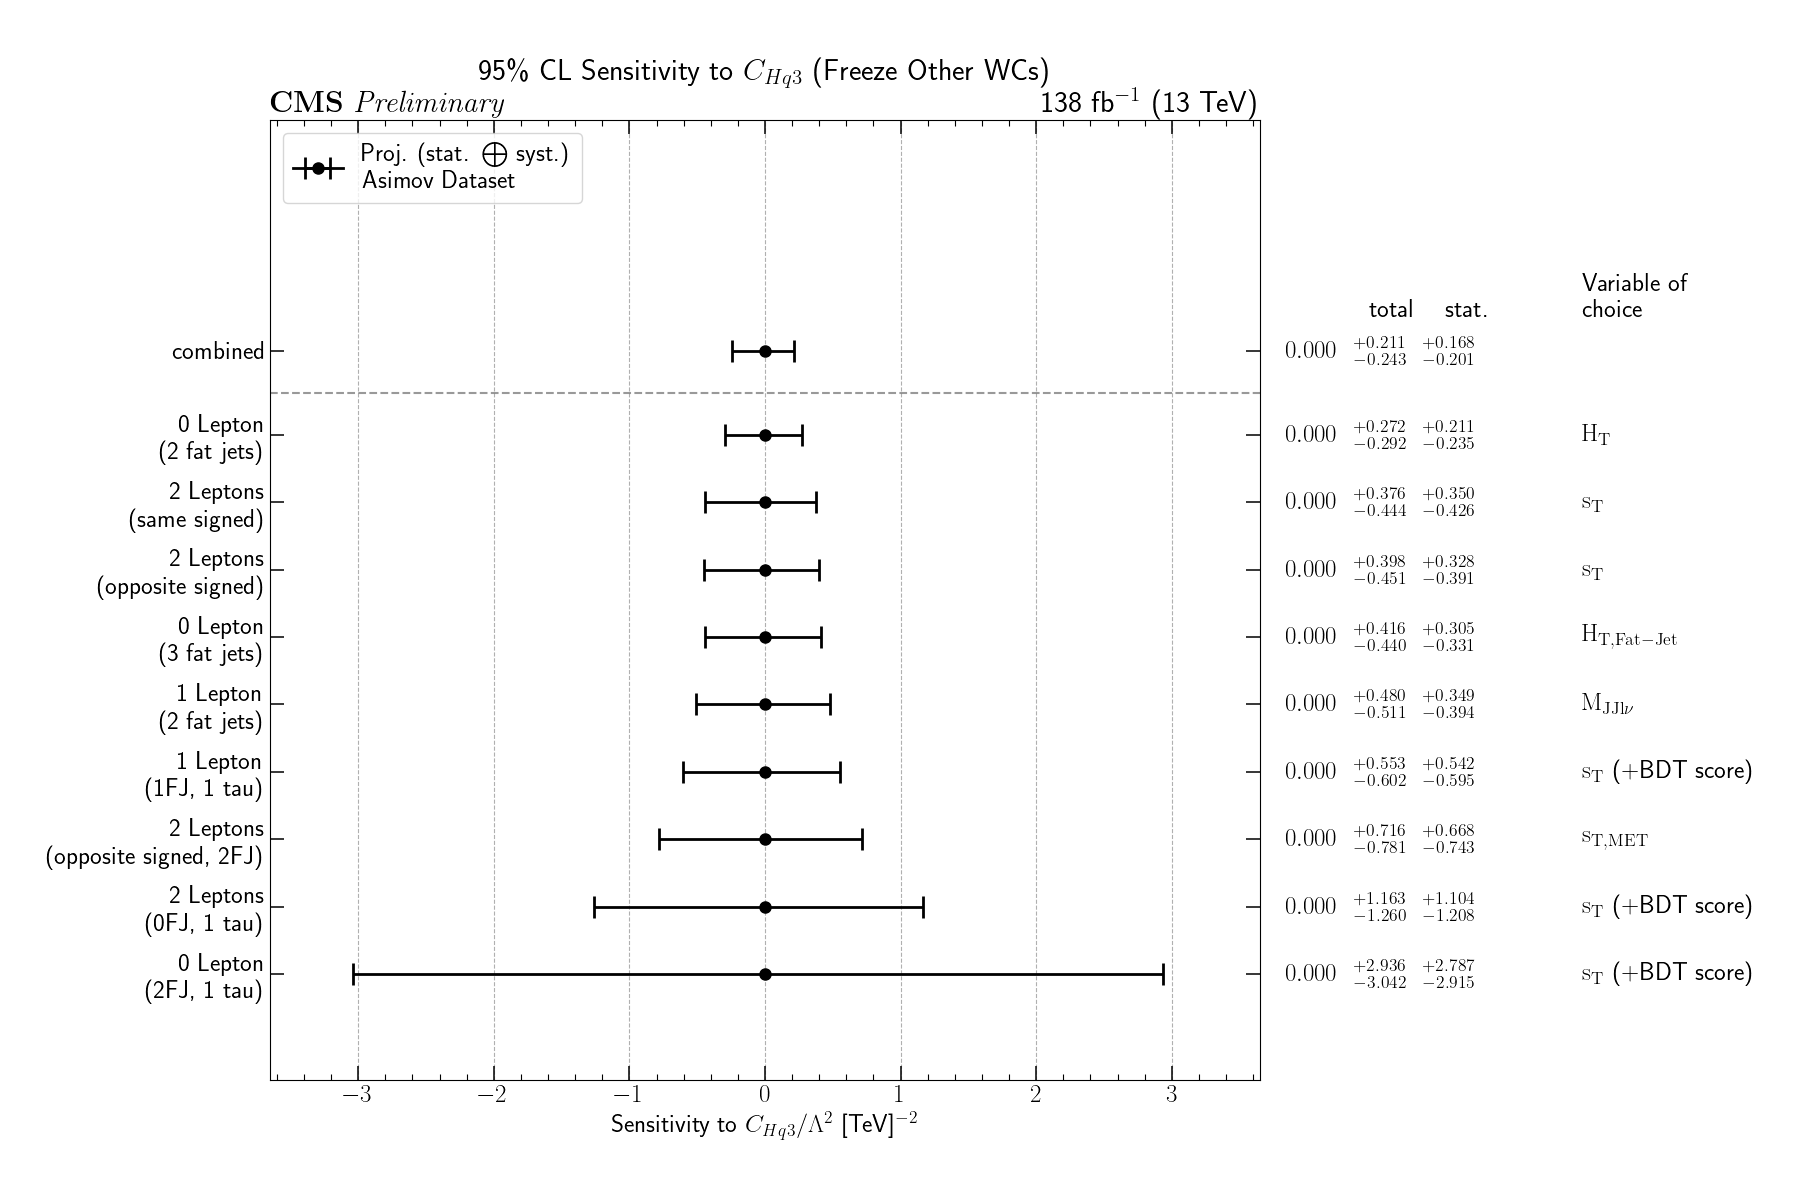 95% CL Sensitivity to C_{Hq3} (Freeze Other WCs)
CMS Preliminary 138 fb⁻¹ (13 TeV)
Proj. (stat. ⨁ syst.)
Asimov Dataset
Variable of
total stat. choice
combined 0.000 +0.211 −0.243 +0.168 −0.201
0 Lepton
(2 fat jets) 0.000 +0.272 −0.292 +0.211 −0.235 H_T
2 Leptons
(same signed) 0.000 +0.376 −0.444 +0.350 −0.426 s_T
2 Leptons
(opposite signed) 0.000 +0.398 −0.451 +0.328 −0.391 s_T
0 Lepton
(3 fat jets) 0.000 +0.416 −0.440 +0.305 −0.331 H_{T,Fat−Jet}
1 Lepton
(2 fat jets) 0.000 +0.480 −0.511 +0.349 −0.394 M_{JJlν}
1 Lepton
(1FJ, 1 tau) 0.000 +0.553 −0.602 +0.542 −0.595 s_T (+BDT score)
2 Leptons
(opposite signed, 2FJ) 0.000 +0.716 −0.781 +0.668 −0.743 s_{T,MET}
2 Leptons
(0FJ, 1 tau) 0.000 +1.163 −1.260 +1.104 −1.208 s_T (+BDT score)
0 Lepton
(2FJ, 1 tau) 0.000 +2.936 −3.042 +2.787 −2.915 s_T (+BDT score)
−3 −2 −1 0 1 2 3
Sensitivity to C_{Hq3}/Λ² [TeV]⁻²